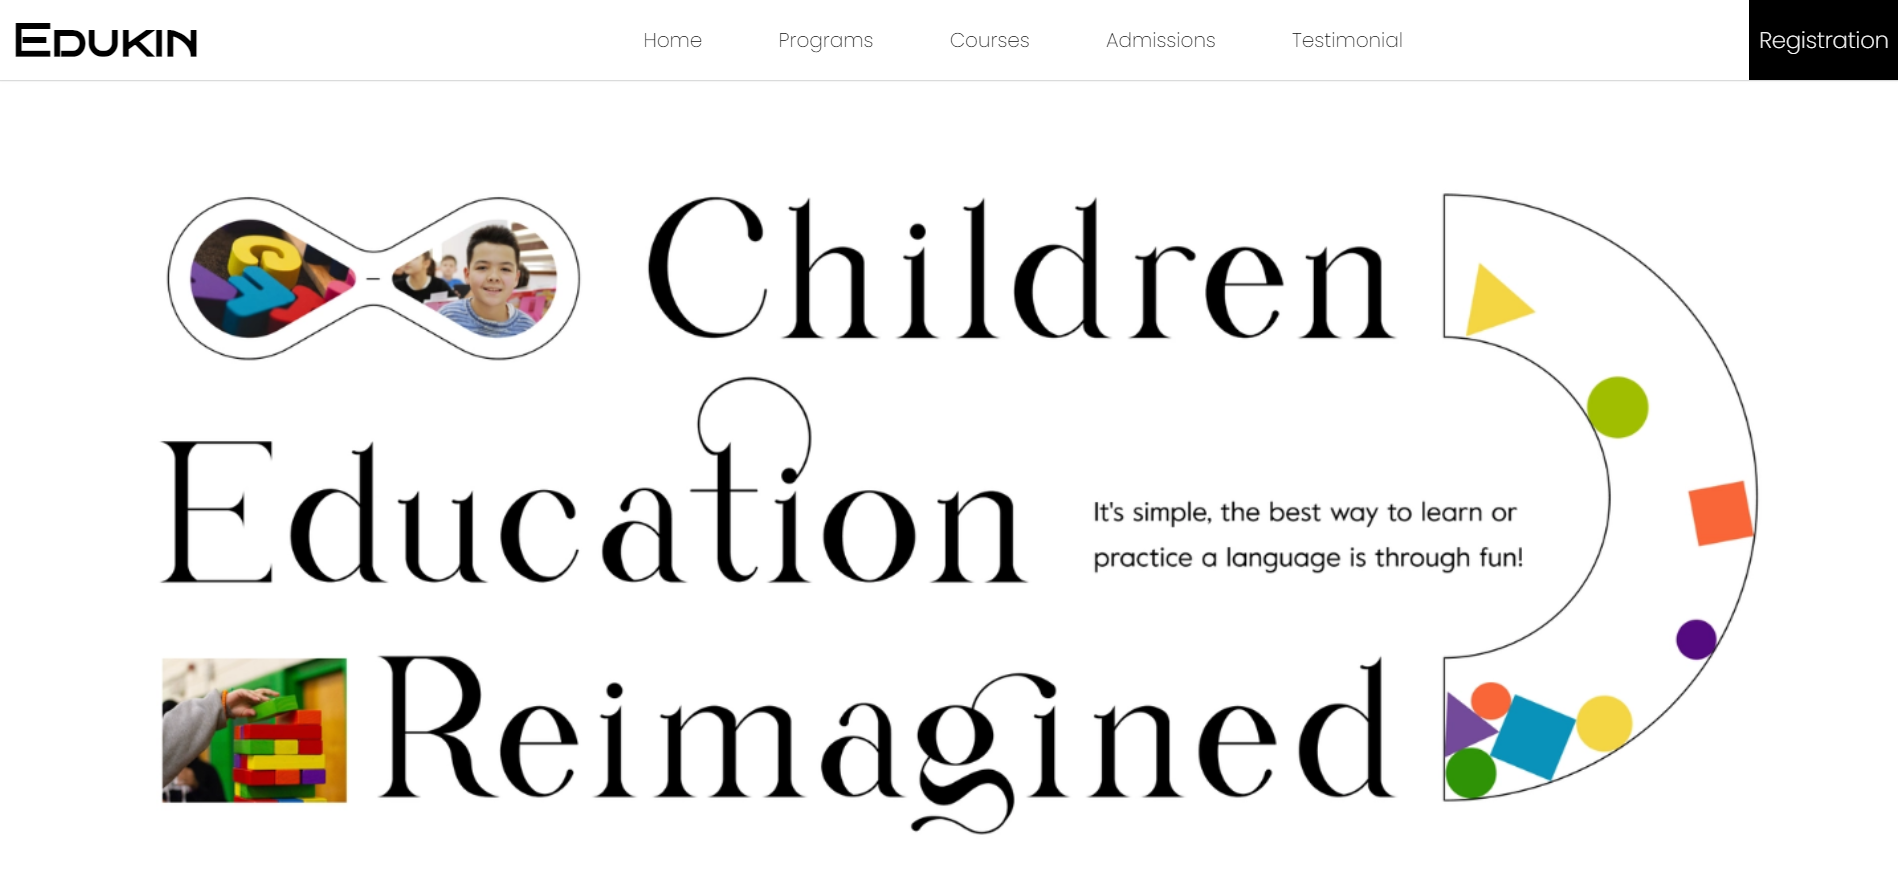 EDUKIN
Home
Programs
Courses
Admissions
Testimonial
Registration
Children
Education
It's simple, the best way to learn or
practice a language is through fun!
Reimagined